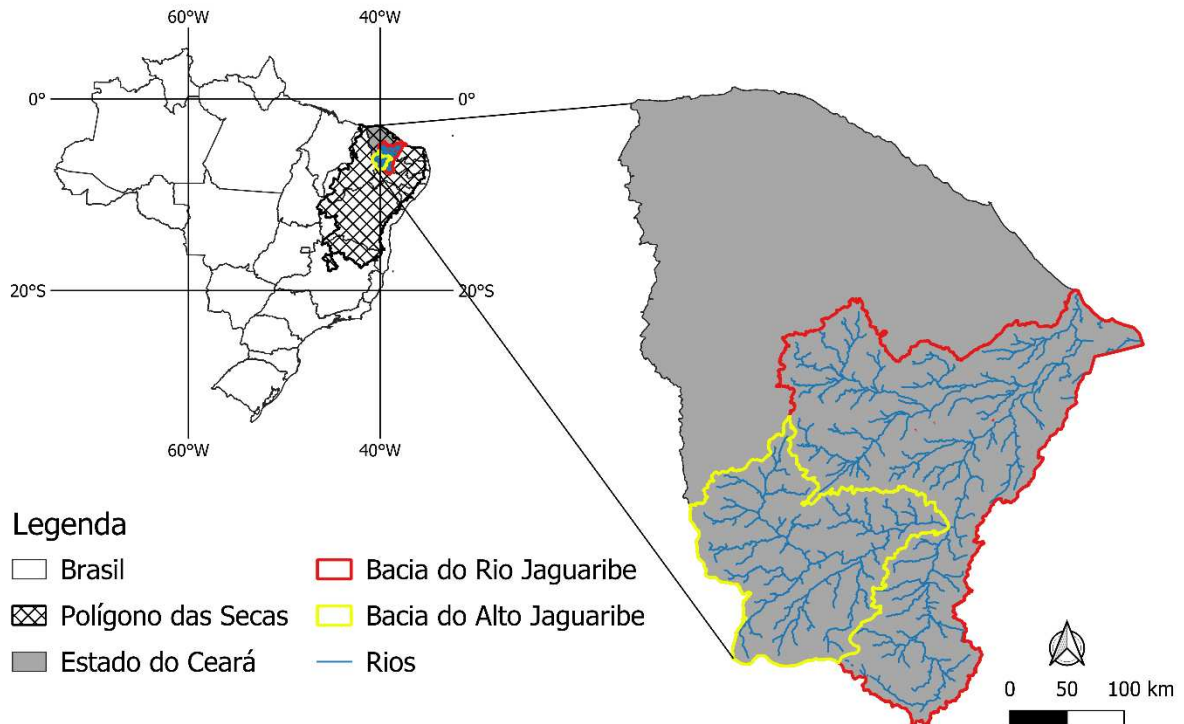 60°W 40°W
0° 0°
20°S 20°S
60°W 40°W
Legenda
Brasil Bacia do Rio Jaguaribe
Polígono das Secas Bacia do Alto Jaguaribe
Estado do Ceará Rios
0 50 100 km